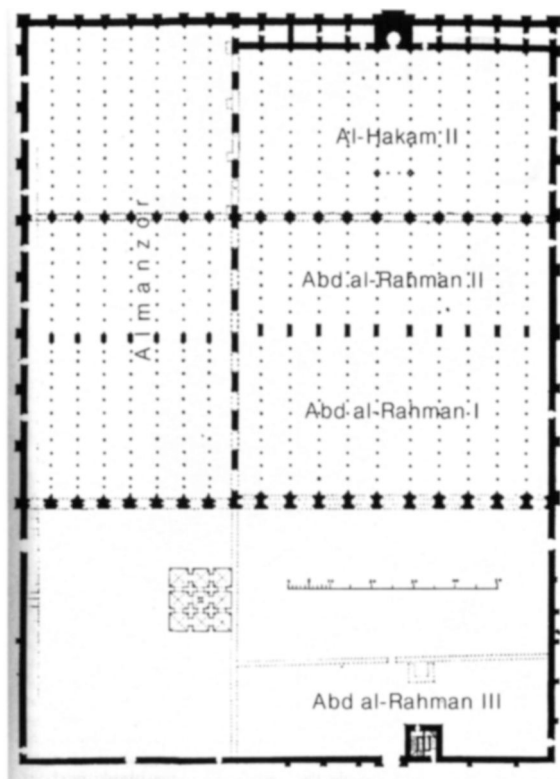 Al-Hakam II
Almanzor
Abd al-Rahman II
Abd al-Rahman I
Abd al-Rahman III